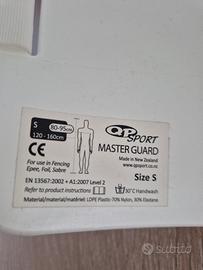 S
80-95cm
120 - 160cm
CE
QP SPORT
MASTER GUARD
Made in New Zealand
www.qpsport.co.nz
For use in Fencing
Epee, Foil, Sabre
Size S
EN 13567:2002 + A1:2007 Level 2
Refer to product instructions
30°C Handwash
Material/material/matériel: LDPE Plastic-70% Nylon, 30% Elastane
subito